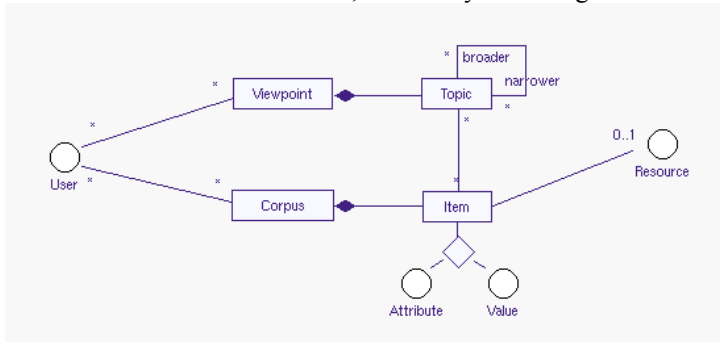 *
broader
narrower
*
Viewpoint
Topic
*
*
*
0..1
Resource
User
*
*
*
Corpus
Item
Attribute
Value